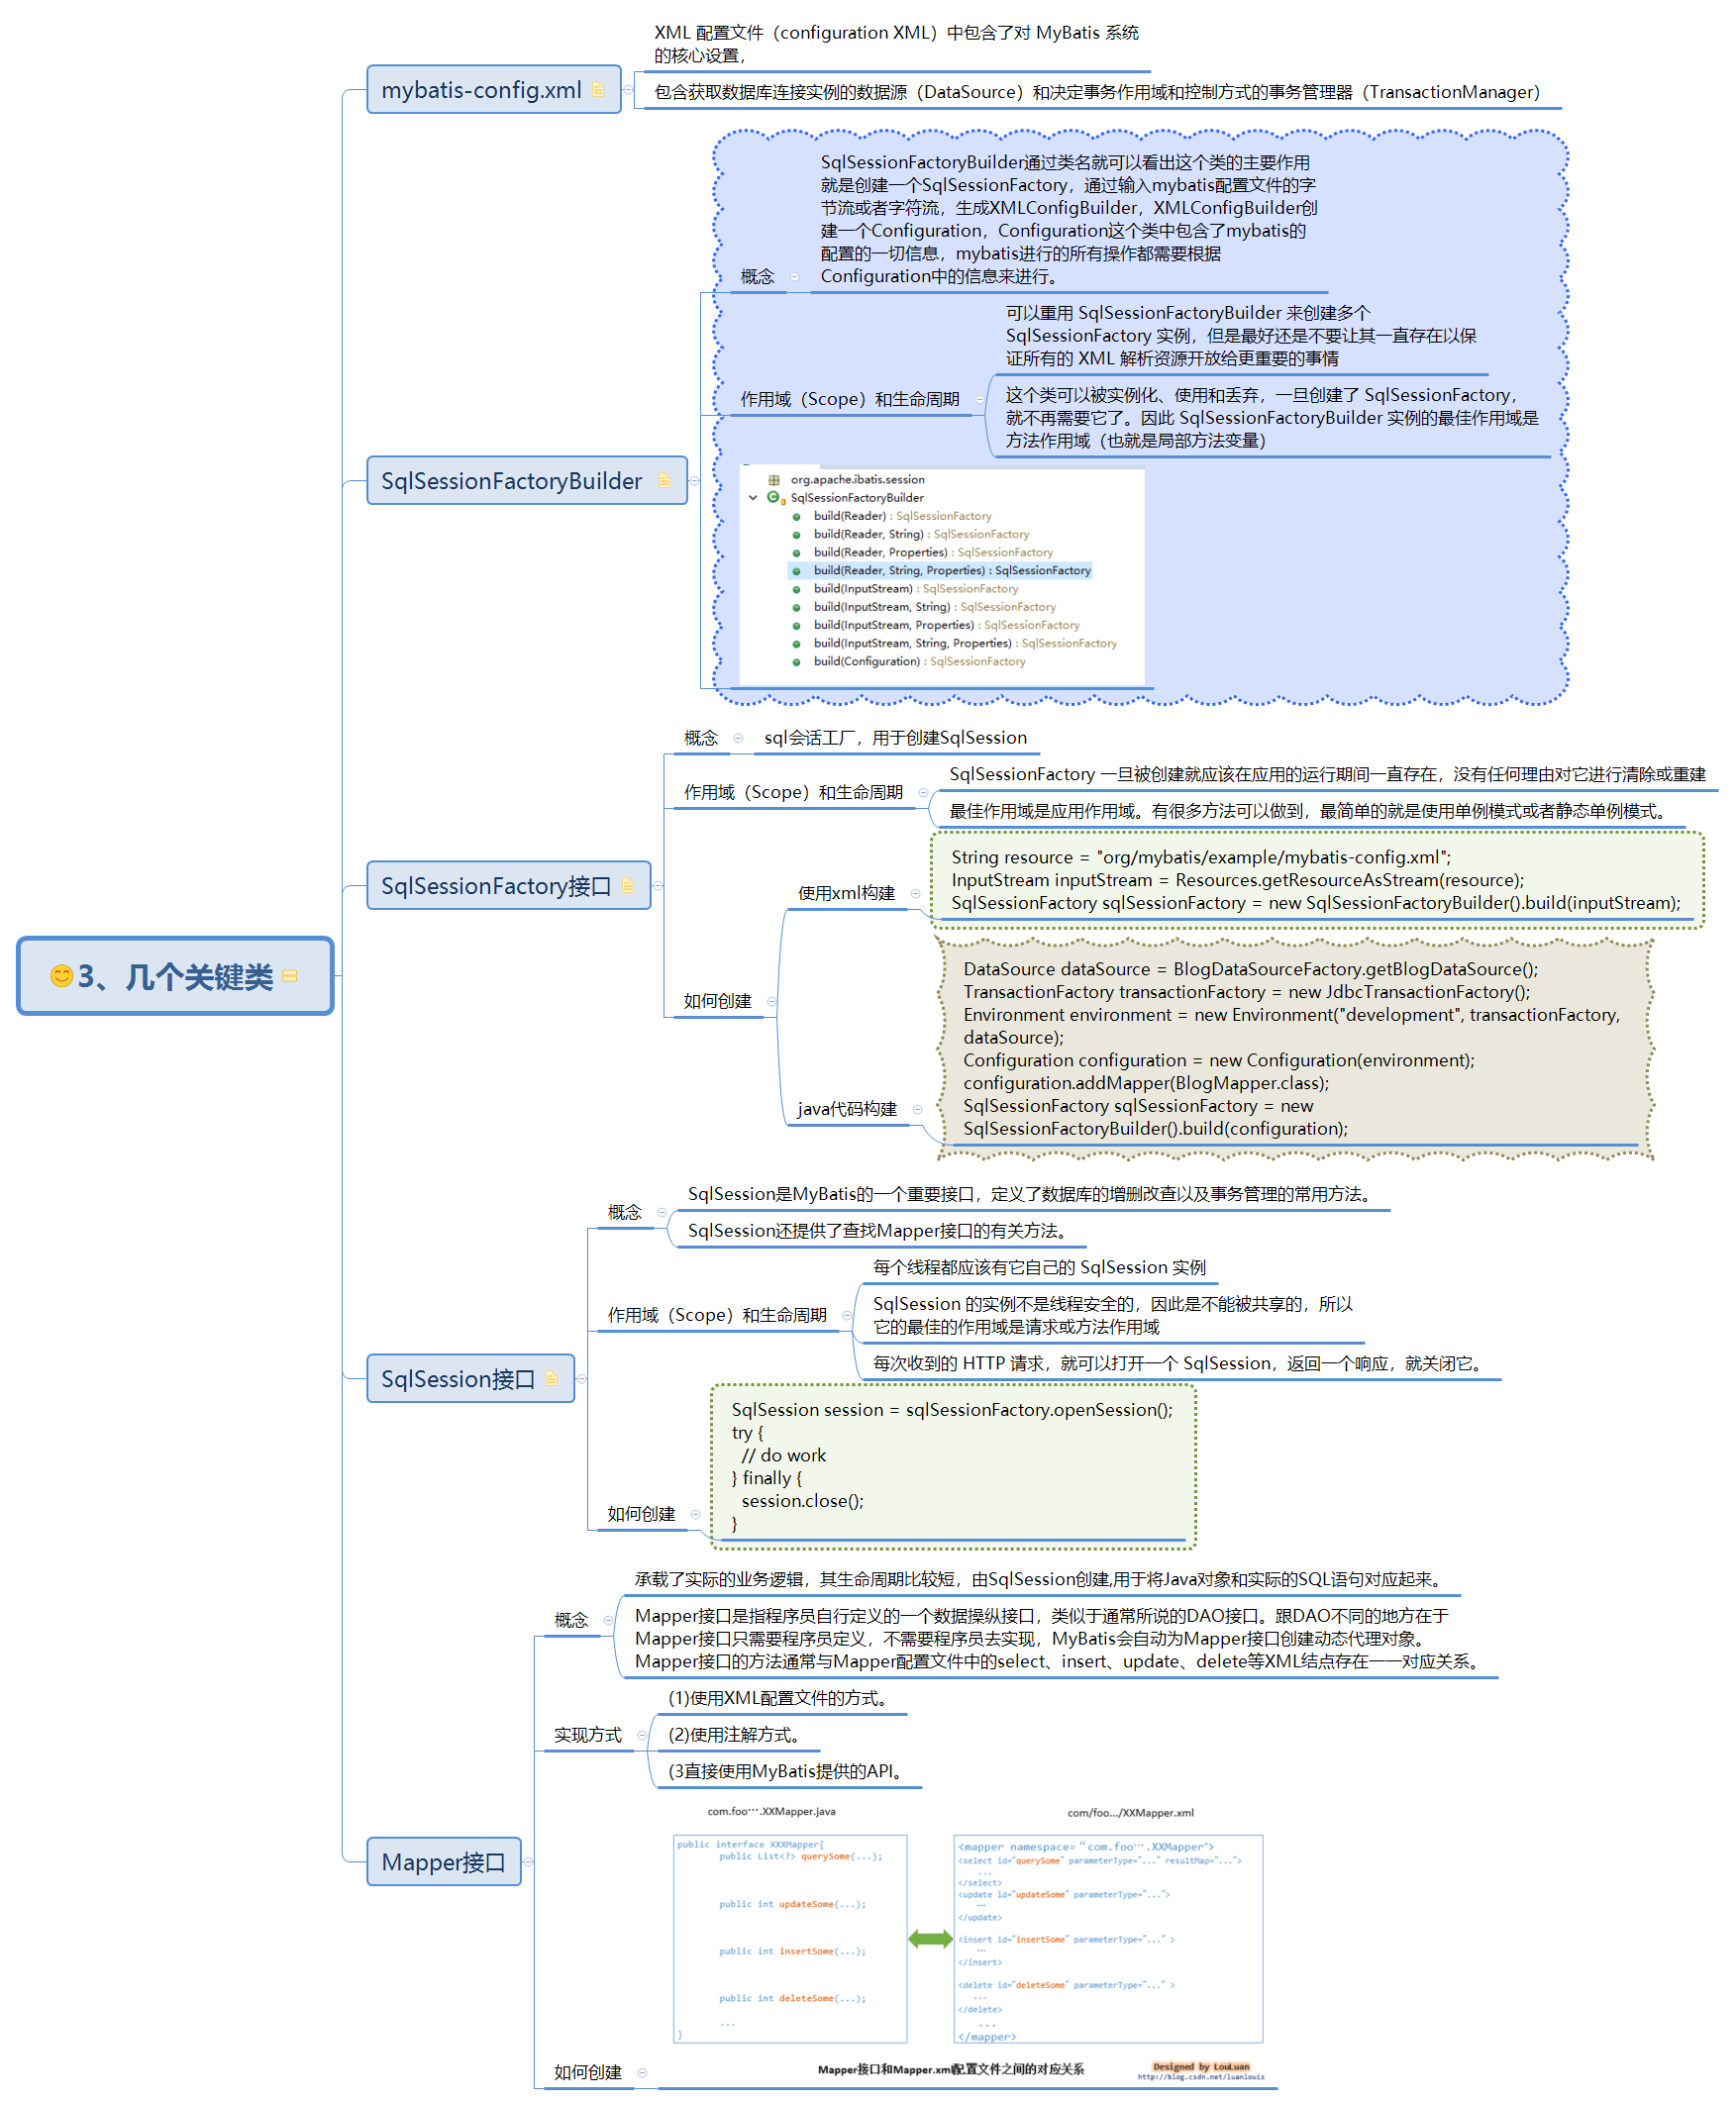 3、几个关键类
mybatis-config.xml
XML 配置文件（configuration XML）中包含了对 MyBatis 系统
的核心设置，
包含获取数据库连接实例的数据源（DataSource）和决定事务作用域和控制方式的事务管理器（TransactionManager）
SqlSessionFactoryBuilder
概念
SqlSessionFactoryBuilder通过类名就可以看出这个类的主要作用
就是创建一个SqlSessionFactory，通过输入mybatis配置文件的字
节流或者字符流，生成XMLConfigBuilder，XMLConfigBuilder创
建一个Configuration，Configuration这个类中包含了mybatis的
配置的一切信息，mybatis进行的所有操作都需要根据
Configuration中的信息来进行。
作用域（Scope）和生命周期
可以重用 SqlSessionFactoryBuilder 来创建多个
SqlSessionFactory 实例，但是最好还是不要让其一直存在以保
证所有的 XML 解析资源开放给更重要的事情
这个类可以被实例化、使用和丢弃，一旦创建了 SqlSessionFactory，
就不再需要它了。因此 SqlSessionFactoryBuilder 实例的最佳作用域是
方法作用域（也就是局部方法变量）
org.apache.ibatis.session
SqlSessionFactoryBuilder
build(Reader) : SqlSessionFactory
build(Reader, String) : SqlSessionFactory
build(Reader, Properties) : SqlSessionFactory
build(Reader, String, Properties) : SqlSessionFactory
build(InputStream) : SqlSessionFactory
build(InputStream, String) : SqlSessionFactory
build(InputStream, Properties) : SqlSessionFactory
build(InputStream, String, Properties) : SqlSessionFactory
build(Configuration) : SqlSessionFactory
SqlSessionFactory接口
概念
sql会话工厂，用于创建SqlSession
作用域（Scope）和生命周期
SqlSessionFactory 一旦被创建就应该在应用的运行期间一直存在，没有任何理由对它进行清除或重建
最佳作用域是应用作用域。有很多方法可以做到，最简单的就是使用单例模式或者静态单例模式。
如何创建
使用xml构建
String resource = "org/mybatis/example/mybatis-config.xml";
InputStream inputStream = Resources.getResourceAsStream(resource);
SqlSessionFactory sqlSessionFactory = new SqlSessionFactoryBuilder().build(inputStream);
java代码构建
DataSource dataSource = BlogDataSourceFactory.getBlogDataSource();
TransactionFactory transactionFactory = new JdbcTransactionFactory();
Environment environment = new Environment("development", transactionFactory,
dataSource);
Configuration configuration = new Configuration(environment);
configuration.addMapper(BlogMapper.class);
SqlSessionFactory sqlSessionFactory = new
SqlSessionFactoryBuilder().build(configuration);
SqlSession接口
概念
SqlSession是MyBatis的一个重要接口，定义了数据库的增删改查以及事务管理的常用方法。
SqlSession还提供了查找Mapper接口的有关方法。
作用域（Scope）和生命周期
每个线程都应该有它自己的 SqlSession 实例
SqlSession 的实例不是线程安全的，因此是不能被共享的，所以
它的最佳的作用域是请求或方法作用域
每次收到的 HTTP 请求，就可以打开一个 SqlSession，返回一个响应，就关闭它。
如何创建
SqlSession session = sqlSessionFactory.openSession();
try {
// do work
} finally {
session.close();
}
Mapper接口
概念
承载了实际的业务逻辑，其生命周期比较短，由SqlSession创建,用于将Java对象和实际的SQL语句对应起来。
Mapper接口是指程序员自行定义的一个数据操纵接口，类似于通常所说的DAO接口。跟DAO不同的地方在于
Mapper接口只需要程序员定义，不需要程序员去实现，MyBatis会自动为Mapper接口创建动态代理对象。
Mapper接口的方法通常与Mapper配置文件中的select、insert、update、delete等XML结点存在一一对应关系。
实现方式
(1)使用XML配置文件的方式。
(2)使用注解方式。
(3直接使用MyBatis提供的API。
如何创建
com.foo….XXMapper.java
public interface XXXMapper{
public List<?> querySome(...);
public int updateSome(...);
public int insertSome(...);
public int deleteSome(...);
...
}
com/foo.../XXMapper.xml
<mapper namespace=“com.foo….XXMapper">
<select id="querySome" parameterType="..." resultMap="...">
...
</select>
<update id="updateSome" parameterType="...">
...
</update>
<insert id="insertSome" parameterType="..." >
...
</insert>
<delete id="deleteSome" parameterType="..." >
...
</delete>
...
</mapper>
Mapper接口和Mapper.xml配置文件之间的对应关系
Designed by LouLuan
http://blog.csdn.net/luanlouis